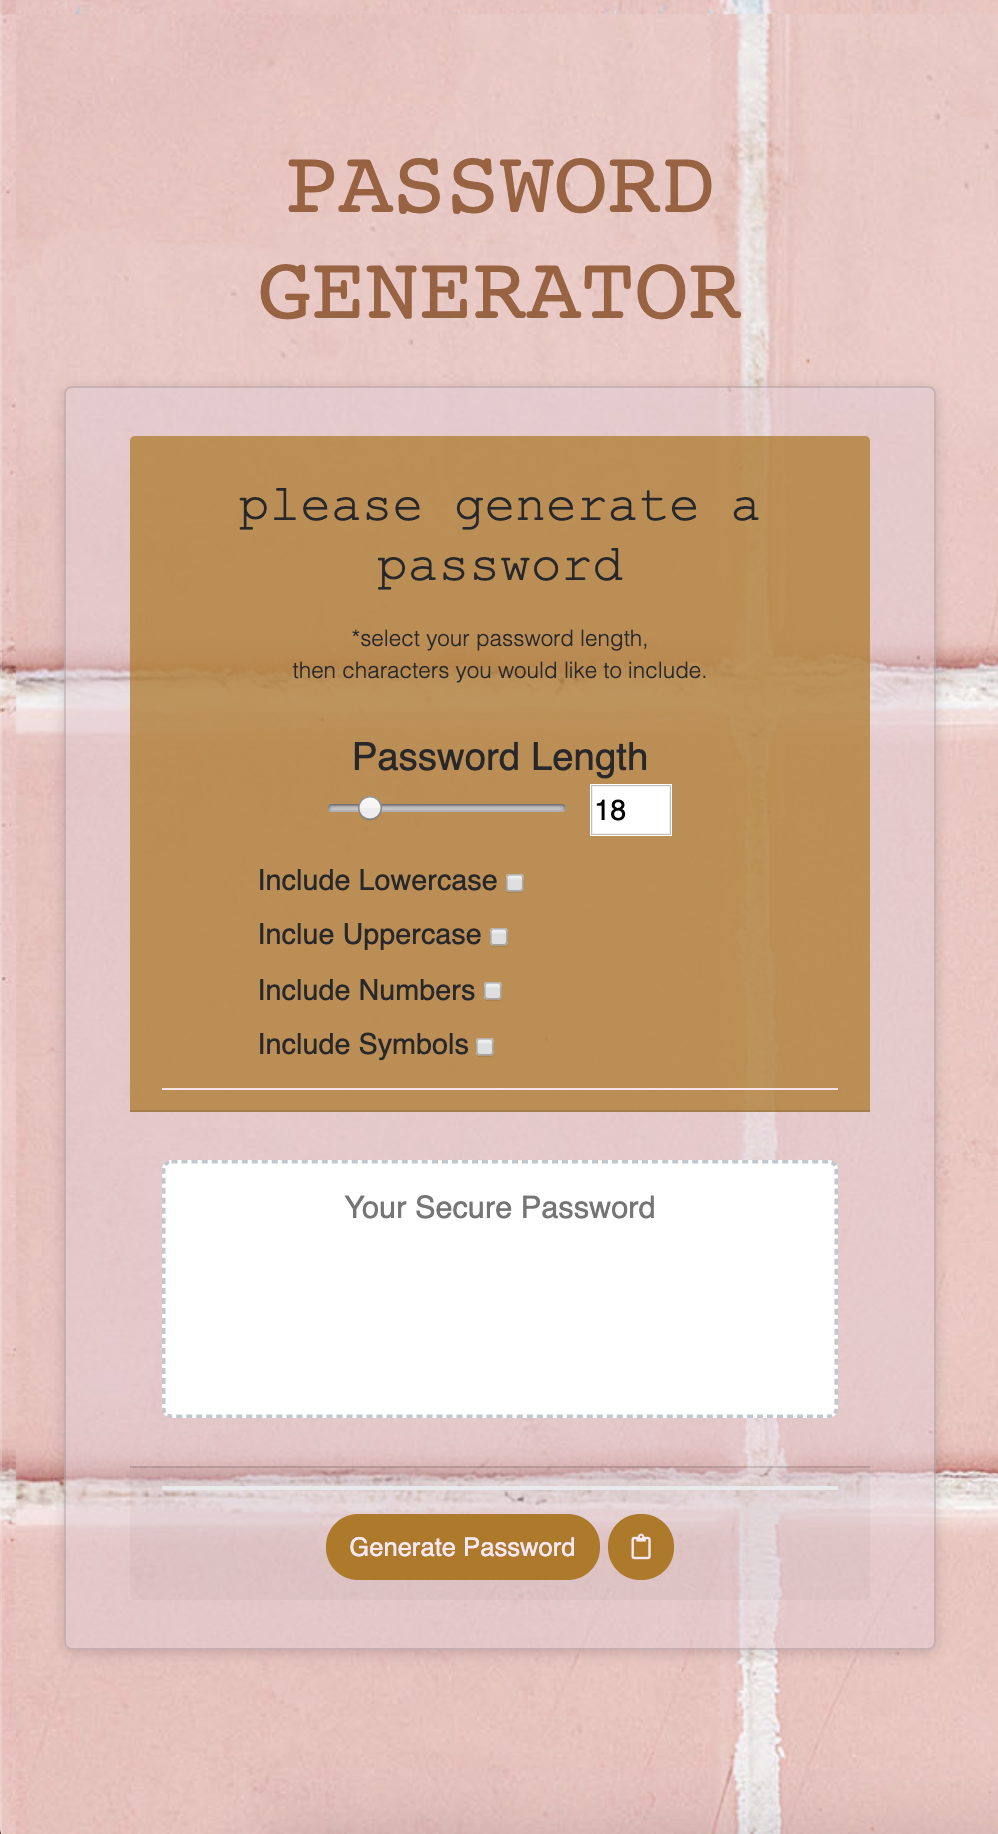 PASSWORD
GENERATOR
please generate a
password
*select your password length,
then characters you would like to include.
Password Length
18
Include Lowercase
Inclue Uppercase
Include Numbers
Include Symbols
Your Secure Password
Generate Password